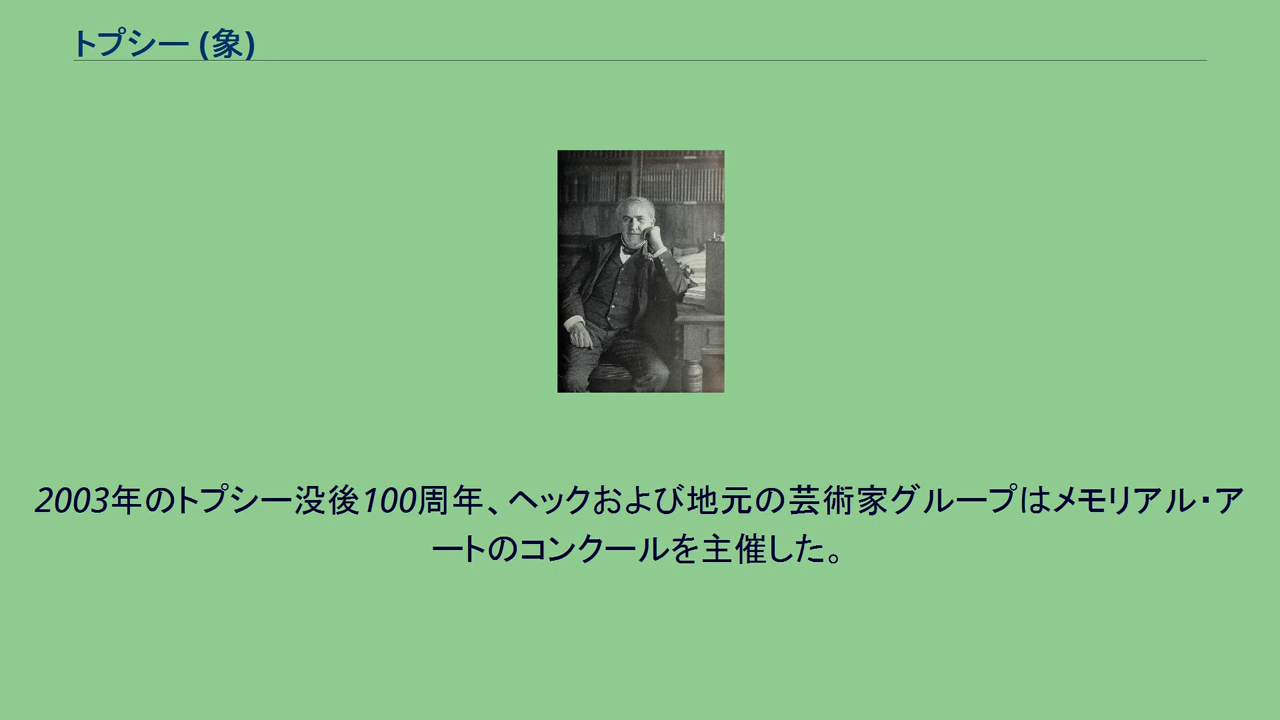 トプシー (象)
2003年のトプシー没後100周年、ヘックおよび地元の芸術家グループはメモリアル・ア
ートのコンクールを主催した。